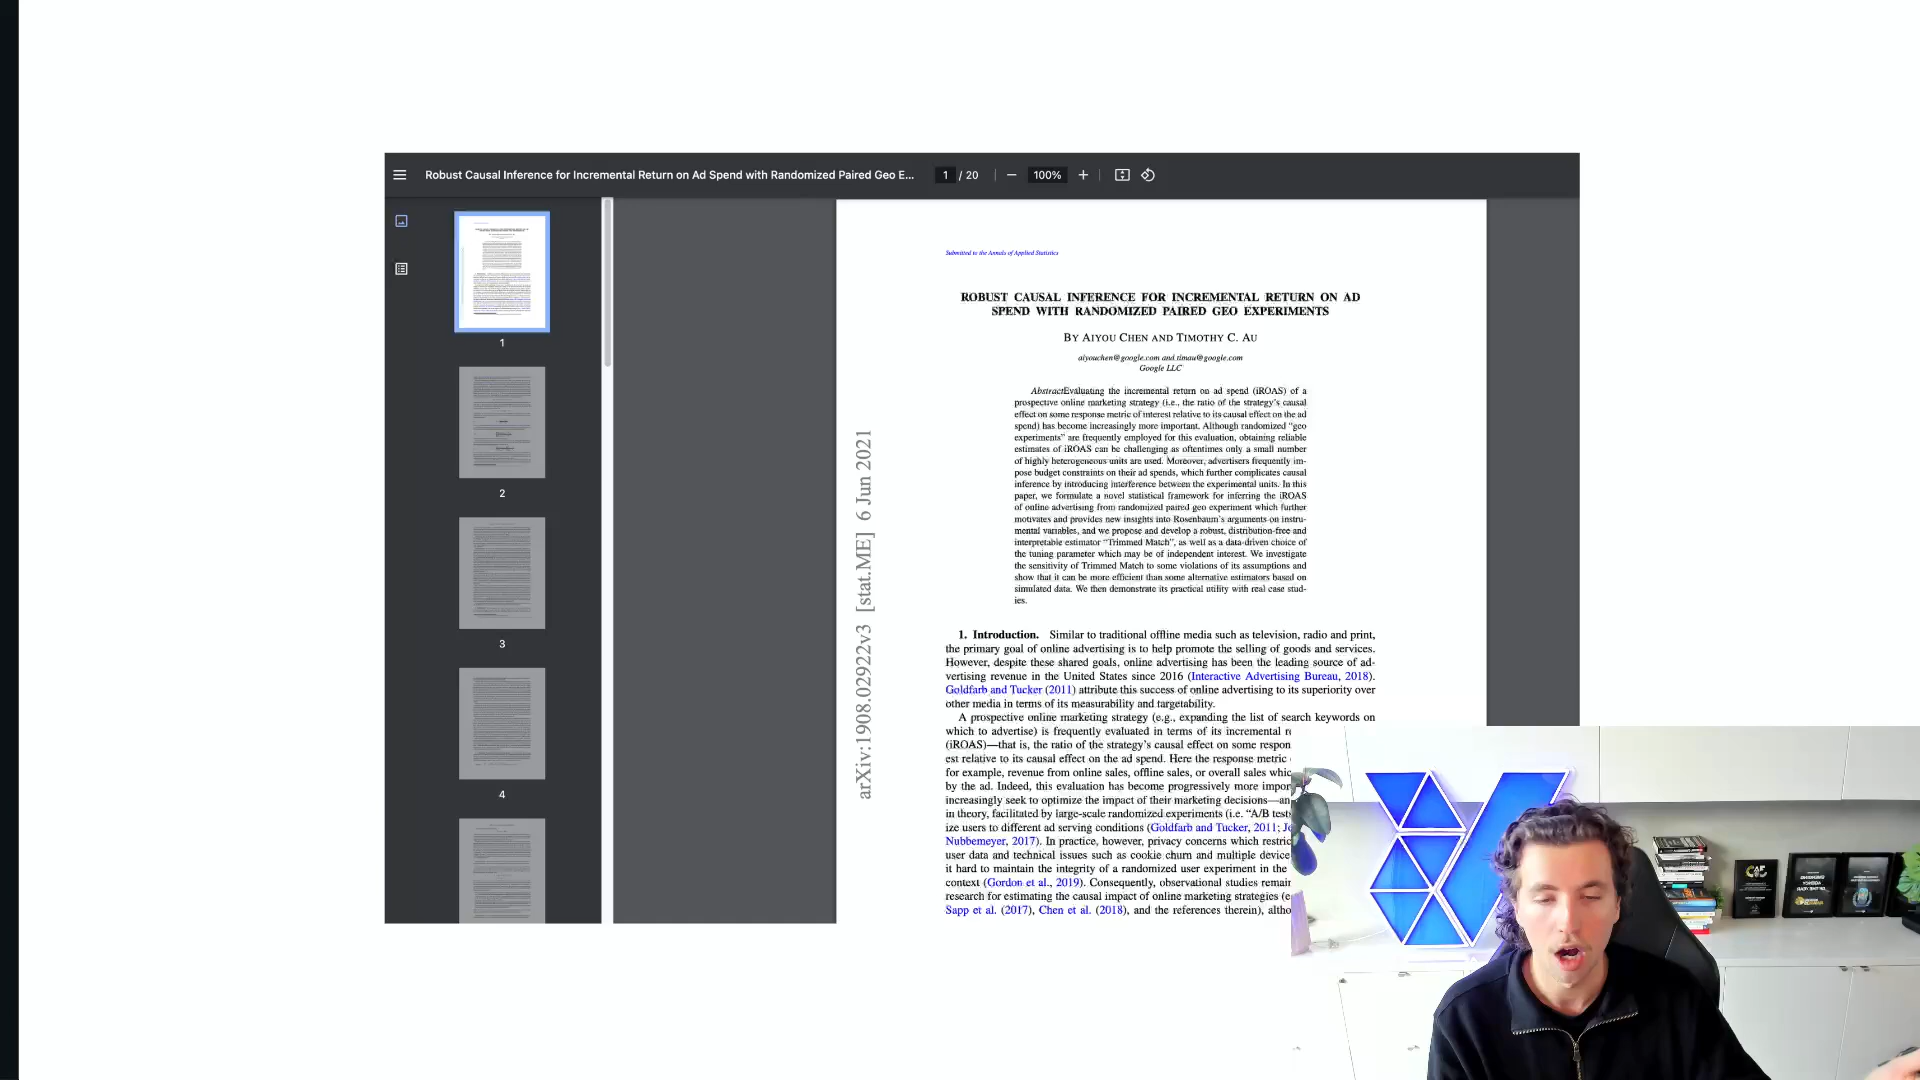 Robust Causal Inference for Incremental Return on Ad Spend with Randomized Paired Geo E...
1 / 20
100%
1
2
3
4
Submitted to the Annals of Applied Statistics
ROBUST CAUSAL INFERENCE FOR INCREMENTAL RETURN ON AD
SPEND WITH RANDOMIZED PAIRED GEO EXPERIMENTS
BY AIYOU CHEN AND TIMOTHY C. AU
aiyouchen@google.com and timau@google.com
Google LLC
AbstractEvaluating the incremental return on ad spend (iROAS) of a
prospective online marketing strategy (i.e., the ratio of the strategy's causal
effect on some response metric of interest relative to its causal effect on the ad
spend) has become increasingly more important. Although randomized "geo
experiments" are frequently employed for this evaluation, obtaining reliable
estimates of iROAS can be challenging as oftentimes only a small number
of highly heterogeneous units are used. Moreover, advertisers frequently im-
pose budget constraints on their ad spends, which further complicates causal
inference by introducing interference between the experimental units. In this
paper, we formulate a novel statistical framework for inferring the iROAS
of online advertising from randomized paired geo experiment which further
motivates and provides new insights into Rosenbaum's arguments on instru-
mental variables, and we propose and develop a robust, distribution-free and
interpretable estimator "Trimmed Match", as well as a data-driven choice of
the tuning parameter which may be of independent interest. We investigate
the sensitivity of Trimmed Match to some violations of its assumptions and
show that it can be more efficient than some alternative estimators based on
simulated data. We then demonstrate its practical utility with real case stud-
ies.
arXiv:1908.02922v3 [stat.ME] 6 Jun 2021
1. Introduction. Similar to traditional offline media such as television, radio and print,
the primary goal of online advertising is to help promote the selling of goods and services.
However, despite these shared goals, online advertising has been the leading source of ad-
vertising revenue in the United States since 2016 (Interactive Advertising Bureau, 2018).
Goldfarb and Tucker (2011) attribute this success of online advertising to its superiority over
other media in terms of its measurability and targetability.
A prospective online marketing strategy (e.g., expanding the list of search keywords on
which to advertise) is frequently evaluated in terms of its incremental r
(iROAS)—that is, the ratio of the strategy's causal effect on some respon
est relative to its causal effect on the ad spend. Here the response metric
for example, revenue from online sales, offline sales, or overall sales whic
by the ad. Indeed, this evaluation has become progressively more impor
increasingly seek to optimize the impact of their marketing decisions—an
in theory, facilitated by large-scale randomized experiments (i.e. "A/B test
ize users to different ad serving conditions (Goldfarb and Tucker, 2011; Jo
Nubbemeyer, 2017). In practice, however, privacy concerns which restric
user data and technical issues such as cookie churn and multiple device
it hard to maintain the integrity of a randomized user experiment in the
context (Gordon et al., 2019). Consequently, observational studies remai
research for estimating the causal impact of online marketing strategies (e
Sapp et al. (2017), Chen et al. (2018), and the references therein), altho